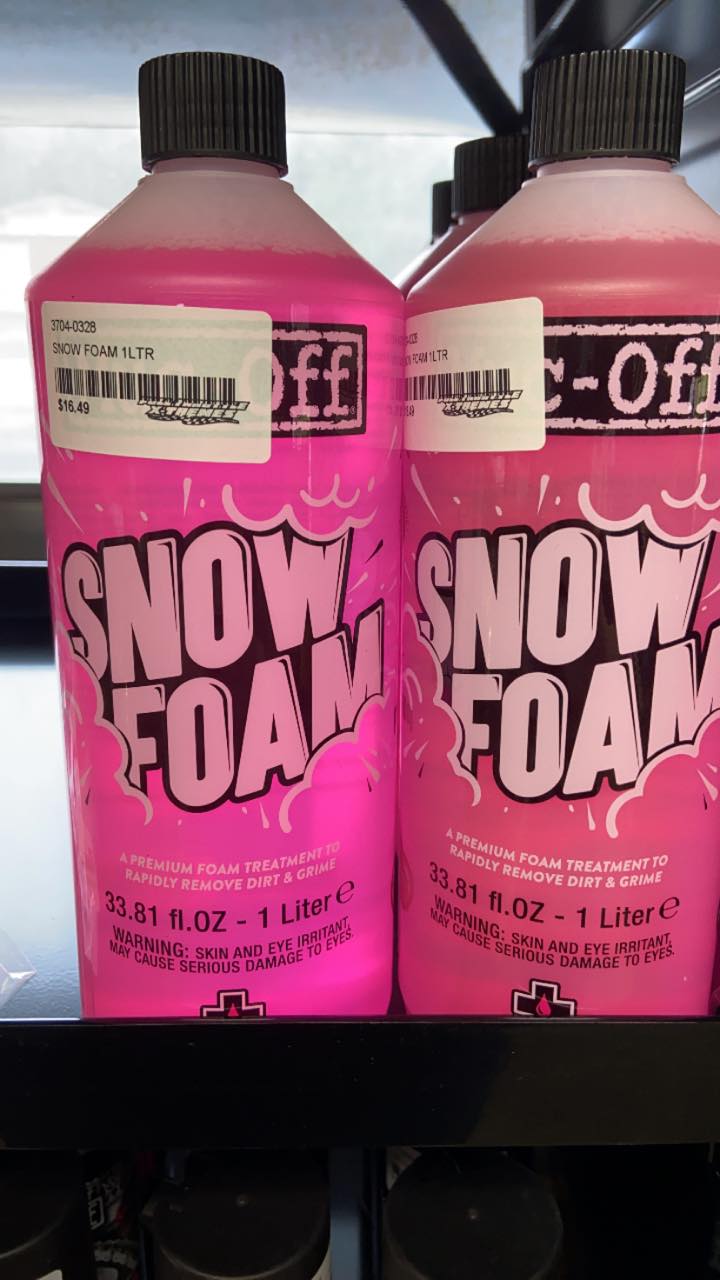 3704-0328
SNOW FOAM 1LTR
$16.49
Off
SNOW
FOAM
A PREMIUM FOAM TREATMENT TO
RAPIDLY REMOVE DIRT & GRIME
33.81 fl.OZ - 1 Liter ℮
WARNING: SKIN AND EYE IRRITANT,
MAY CAUSE SERIOUS DAMAGE TO EYES.
FOAM 1LTR
c-Off
SNOW
FOAM
A PREMIUM FOAM TREATMENT TO
RAPIDLY REMOVE DIRT & GRIME
33.81 fl.OZ - 1 Liter ℮
WARNING: SKIN AND EYE IRRITANT,
MAY CAUSE SERIOUS DAMAGE TO EYES.